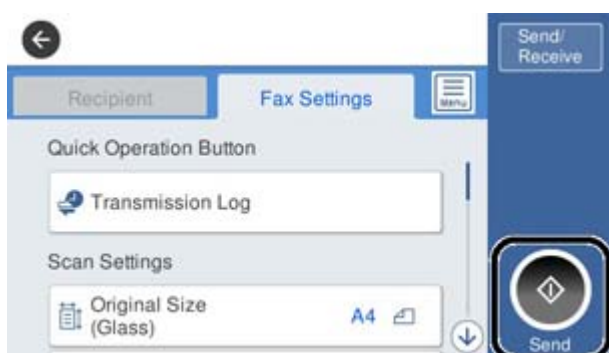 Send/
Receive
Recipient
Fax Settings
Menu
Quick Operation Button
Transmission Log
Scan Settings
Original Size
(Glass)
A4
Send